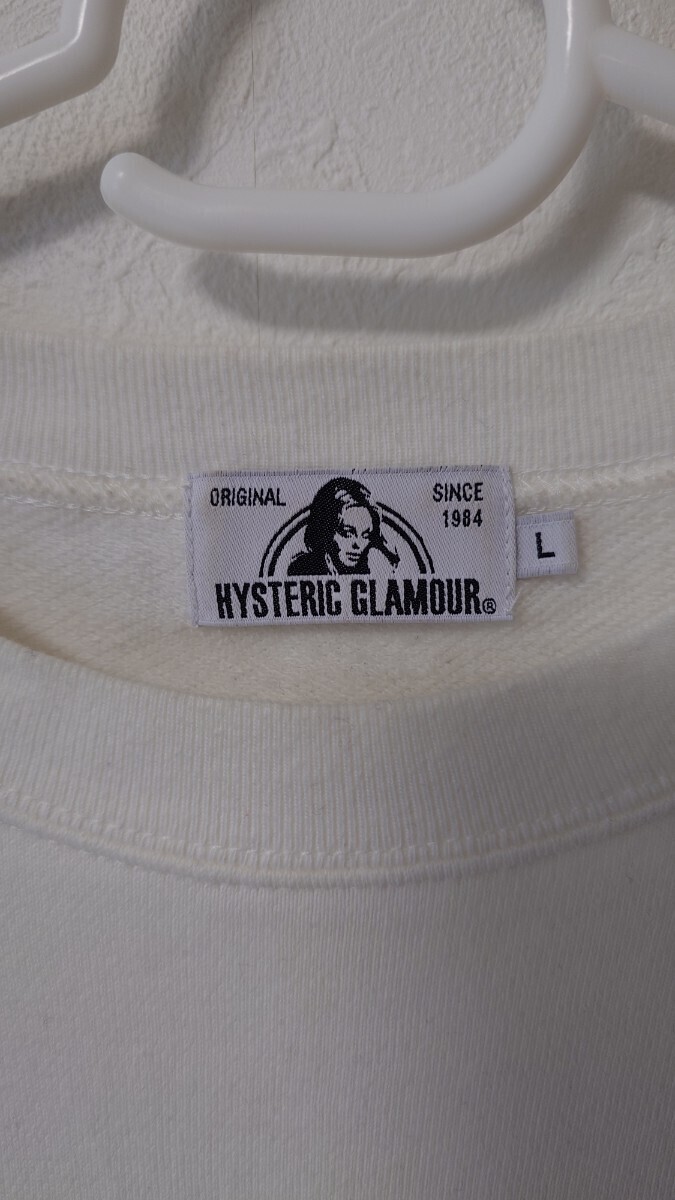 ORIGINAL
SINCE
1984
HYSTERIC GLAMOUR®
L